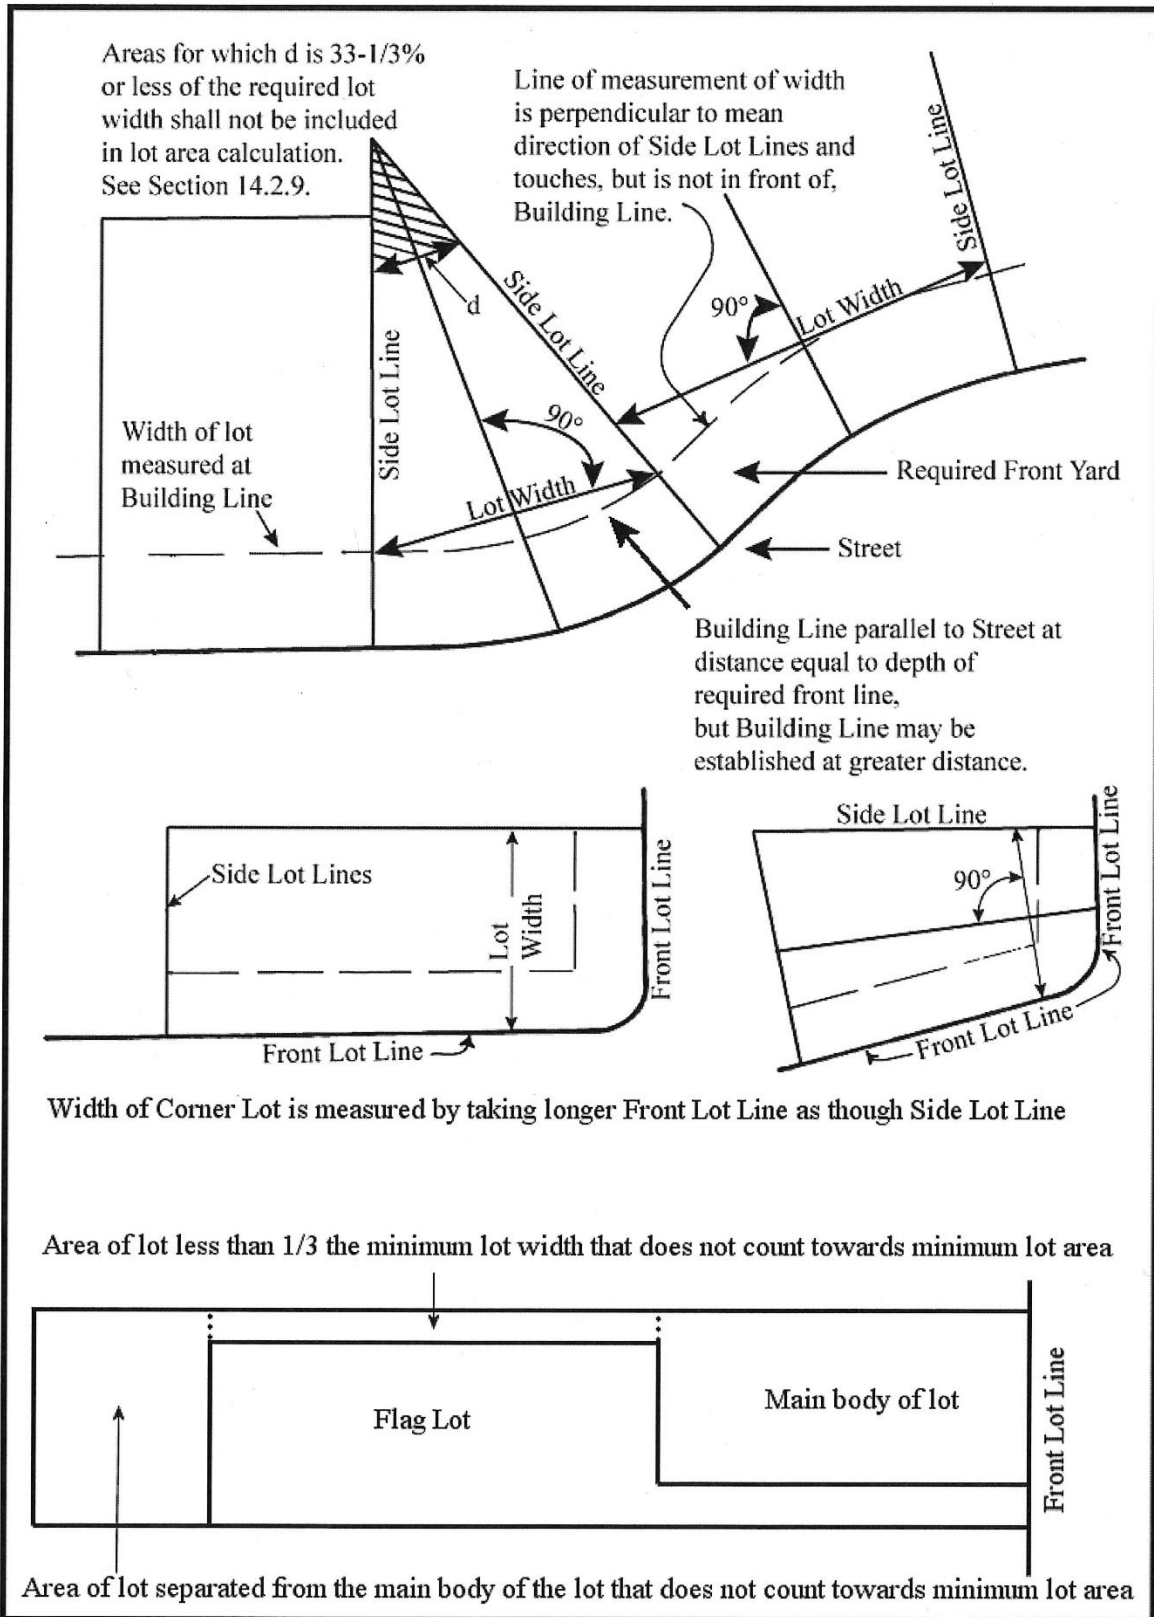 Areas for which d is 33-1/3%
or less of the required lot
width shall not be included
in lot area calculation.
See Section 14.2.9.
Line of measurement of width
is perpendicular to mean
direction of Side Lot Lines and
touches, but is not in front of,
Building Line.
Side Lot Line
d
Side Lot Line
90°
Lot Width
Side Lot Line
90°
Lot Width
Width of lot
measured at
Building Line
Required Front Yard
Street
Building Line parallel to Street at
distance equal to depth of
required front line,
but Building Line may be
established at greater distance.
Side Lot Lines
Lot
Width
Front Lot Line
Front Lot Line
Side Lot Line
90°
Front Lot Line
Front Lot Line
Width of Corner Lot is measured by taking longer Front Lot Line as though Side Lot Line
Area of lot less than 1/3 the minimum lot width that does not count towards minimum lot area
Flag Lot
Main body of lot
Front Lot Line
Area of lot separated from the main body of the lot that does not count towards minimum lot area